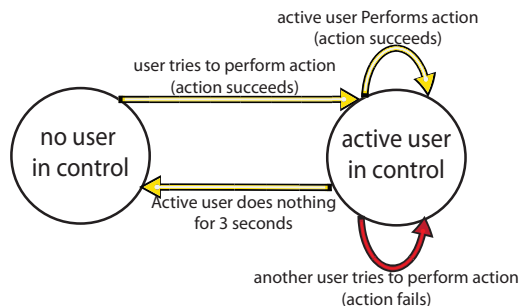 active user Performs action
(action succeeds)
user tries to perform action
(action succeeds)
no user
in control
active user
in control
Active user does nothing
for 3 seconds
another user tries to perform action
(action fails)